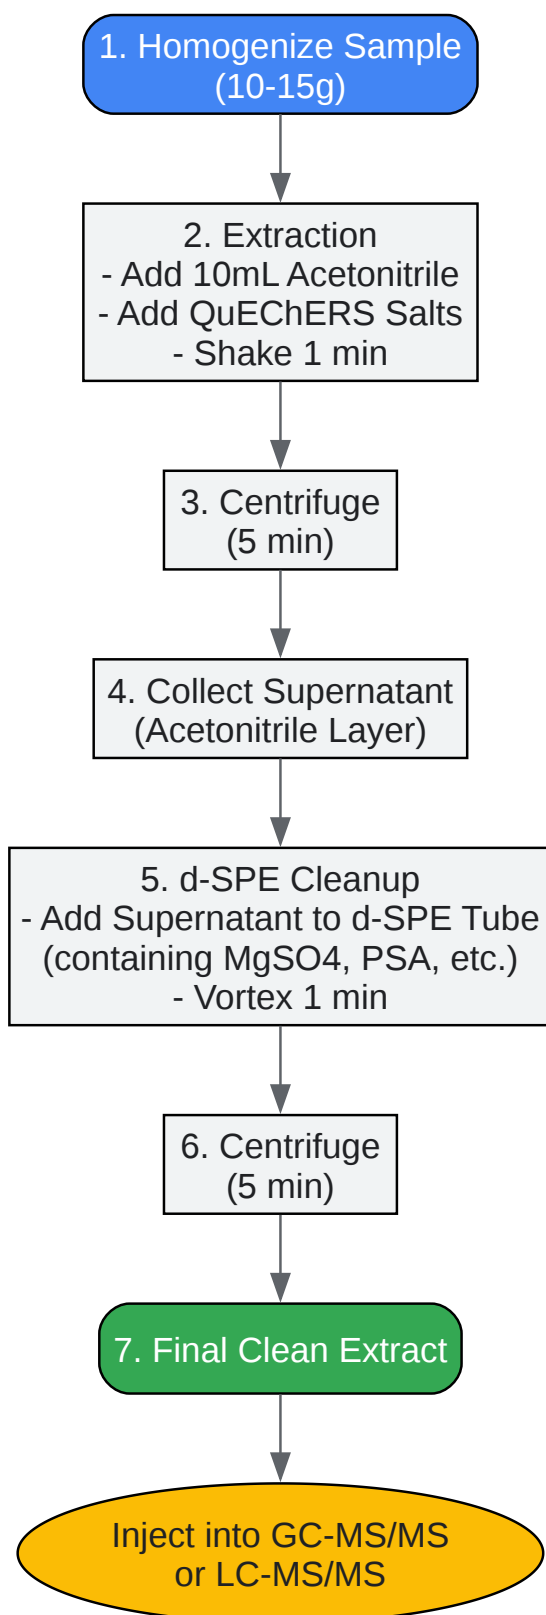 1. Homogenize Sample
(10-15g)
2. Extraction
- Add 10mL Acetonitrile
- Add QuEChERS Salts
- Shake 1 min
3. Centrifuge
(5 min)
4. Collect Supernatant
(Acetonitrile Layer)
5. d-SPE Cleanup
- Add Supernatant to d-SPE Tube
(containing MgSO4, PSA, etc.)
- Vortex 1 min
6. Centrifuge
(5 min)
7. Final Clean Extract
Inject into GC-MS/MS
or LC-MS/MS